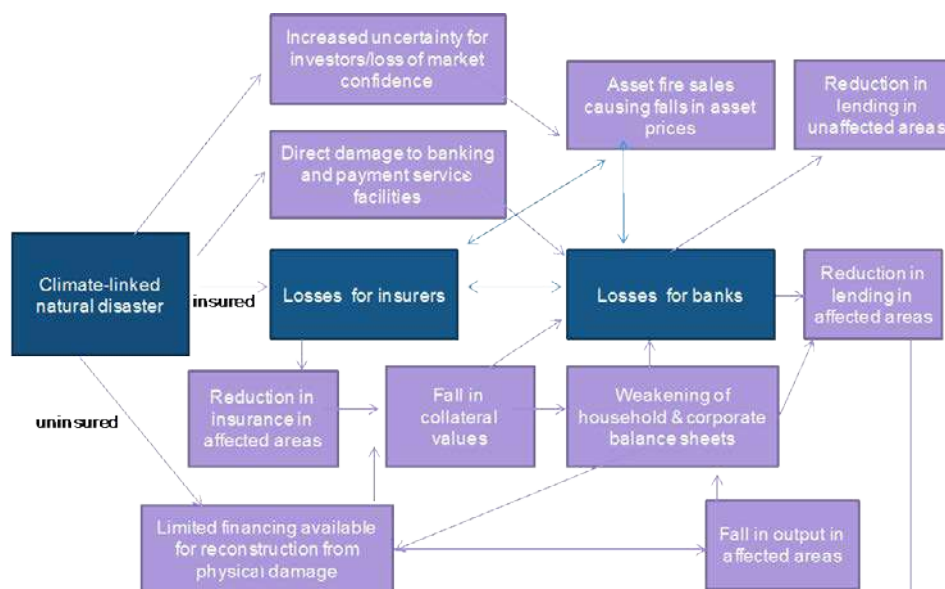 Increased uncertainty for
investors/loss of market
confidence
Asset fire sales
causing falls in asset
prices
Reduction in
lending in
unaffected areas
Direct damage to banking
and payment service
facilities
Climate-linked
natural disaster
insured
Losses for insurers
Losses for banks
Reduction in
lending in
affected areas
uninsured
Reduction in
insurance in
affected areas
Fall in
collateral
values
Weakening of
household & corporate
balance sheets
Limited financing available
for reconstruction from
physical damage
Fall in output in
affected areas